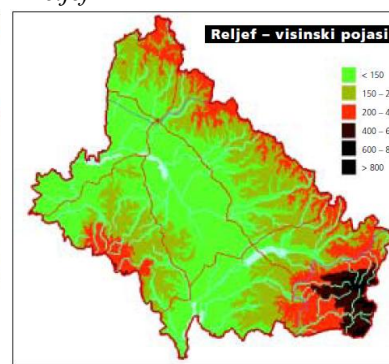 Reljef – visinski pojasi
< 150
150 – 2
200 – 4
400 – 6
600 – 8
> 800